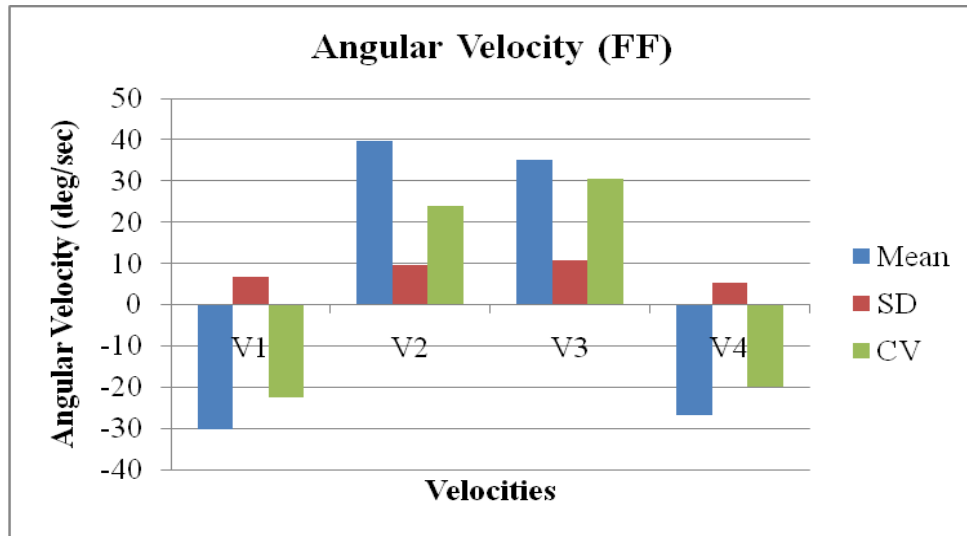 Angular Velocity (FF)
Angular Velocity (deg/sec)
50
40
30
20
10
0
-10
-20
-30
-40
V1 V2 V3 V4
Velocities
Mean
SD
CV